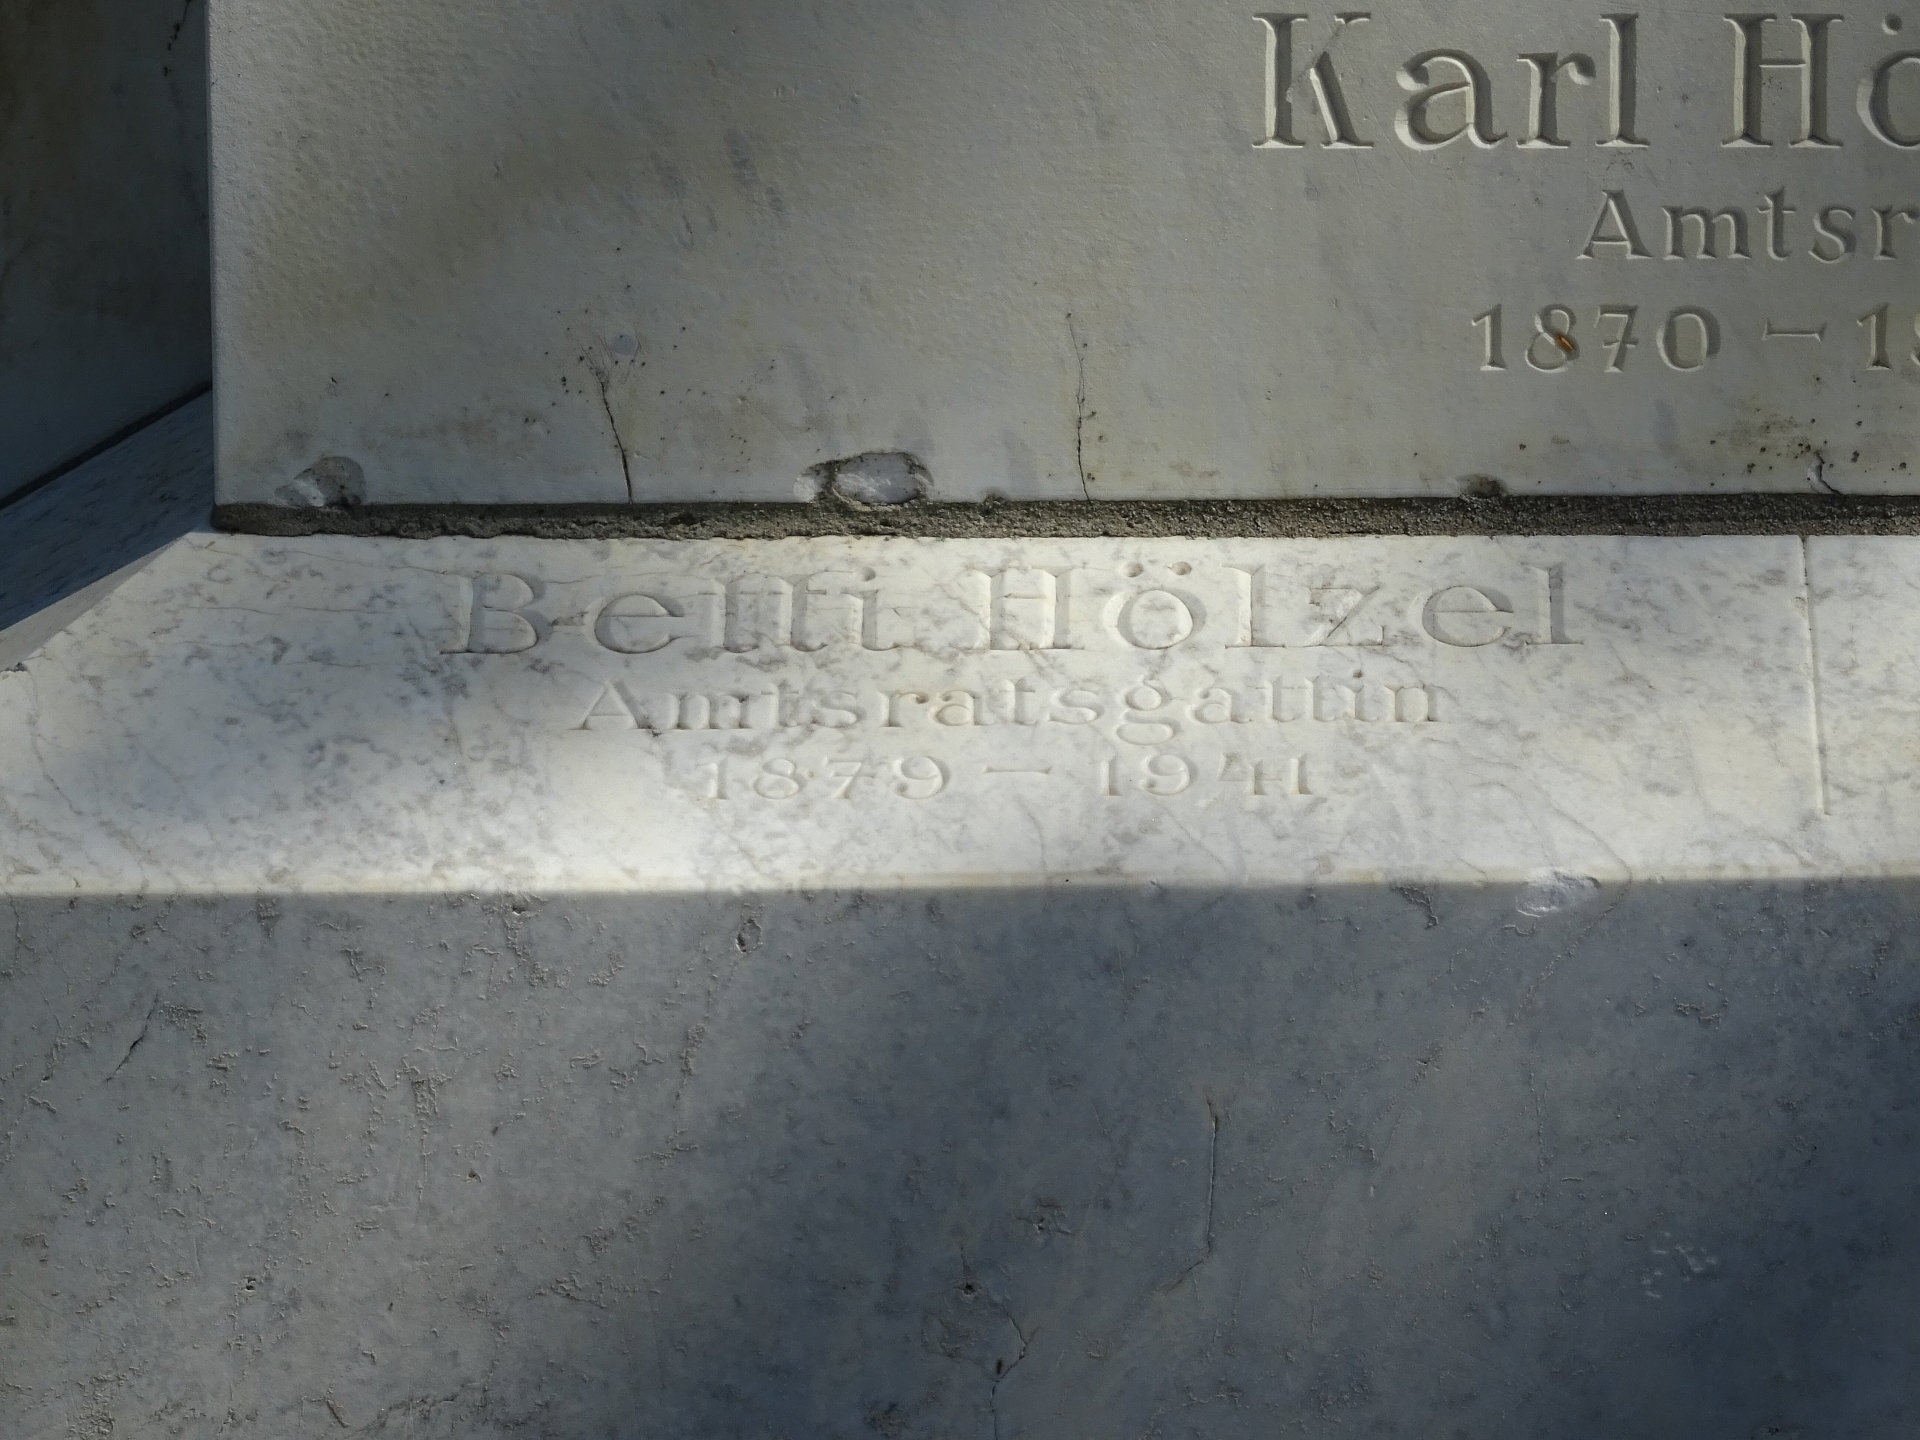 Karl Hö
Amtsr
1870 – 1
Betti Hölzel
Amtsratsgattin
1879 – 1941